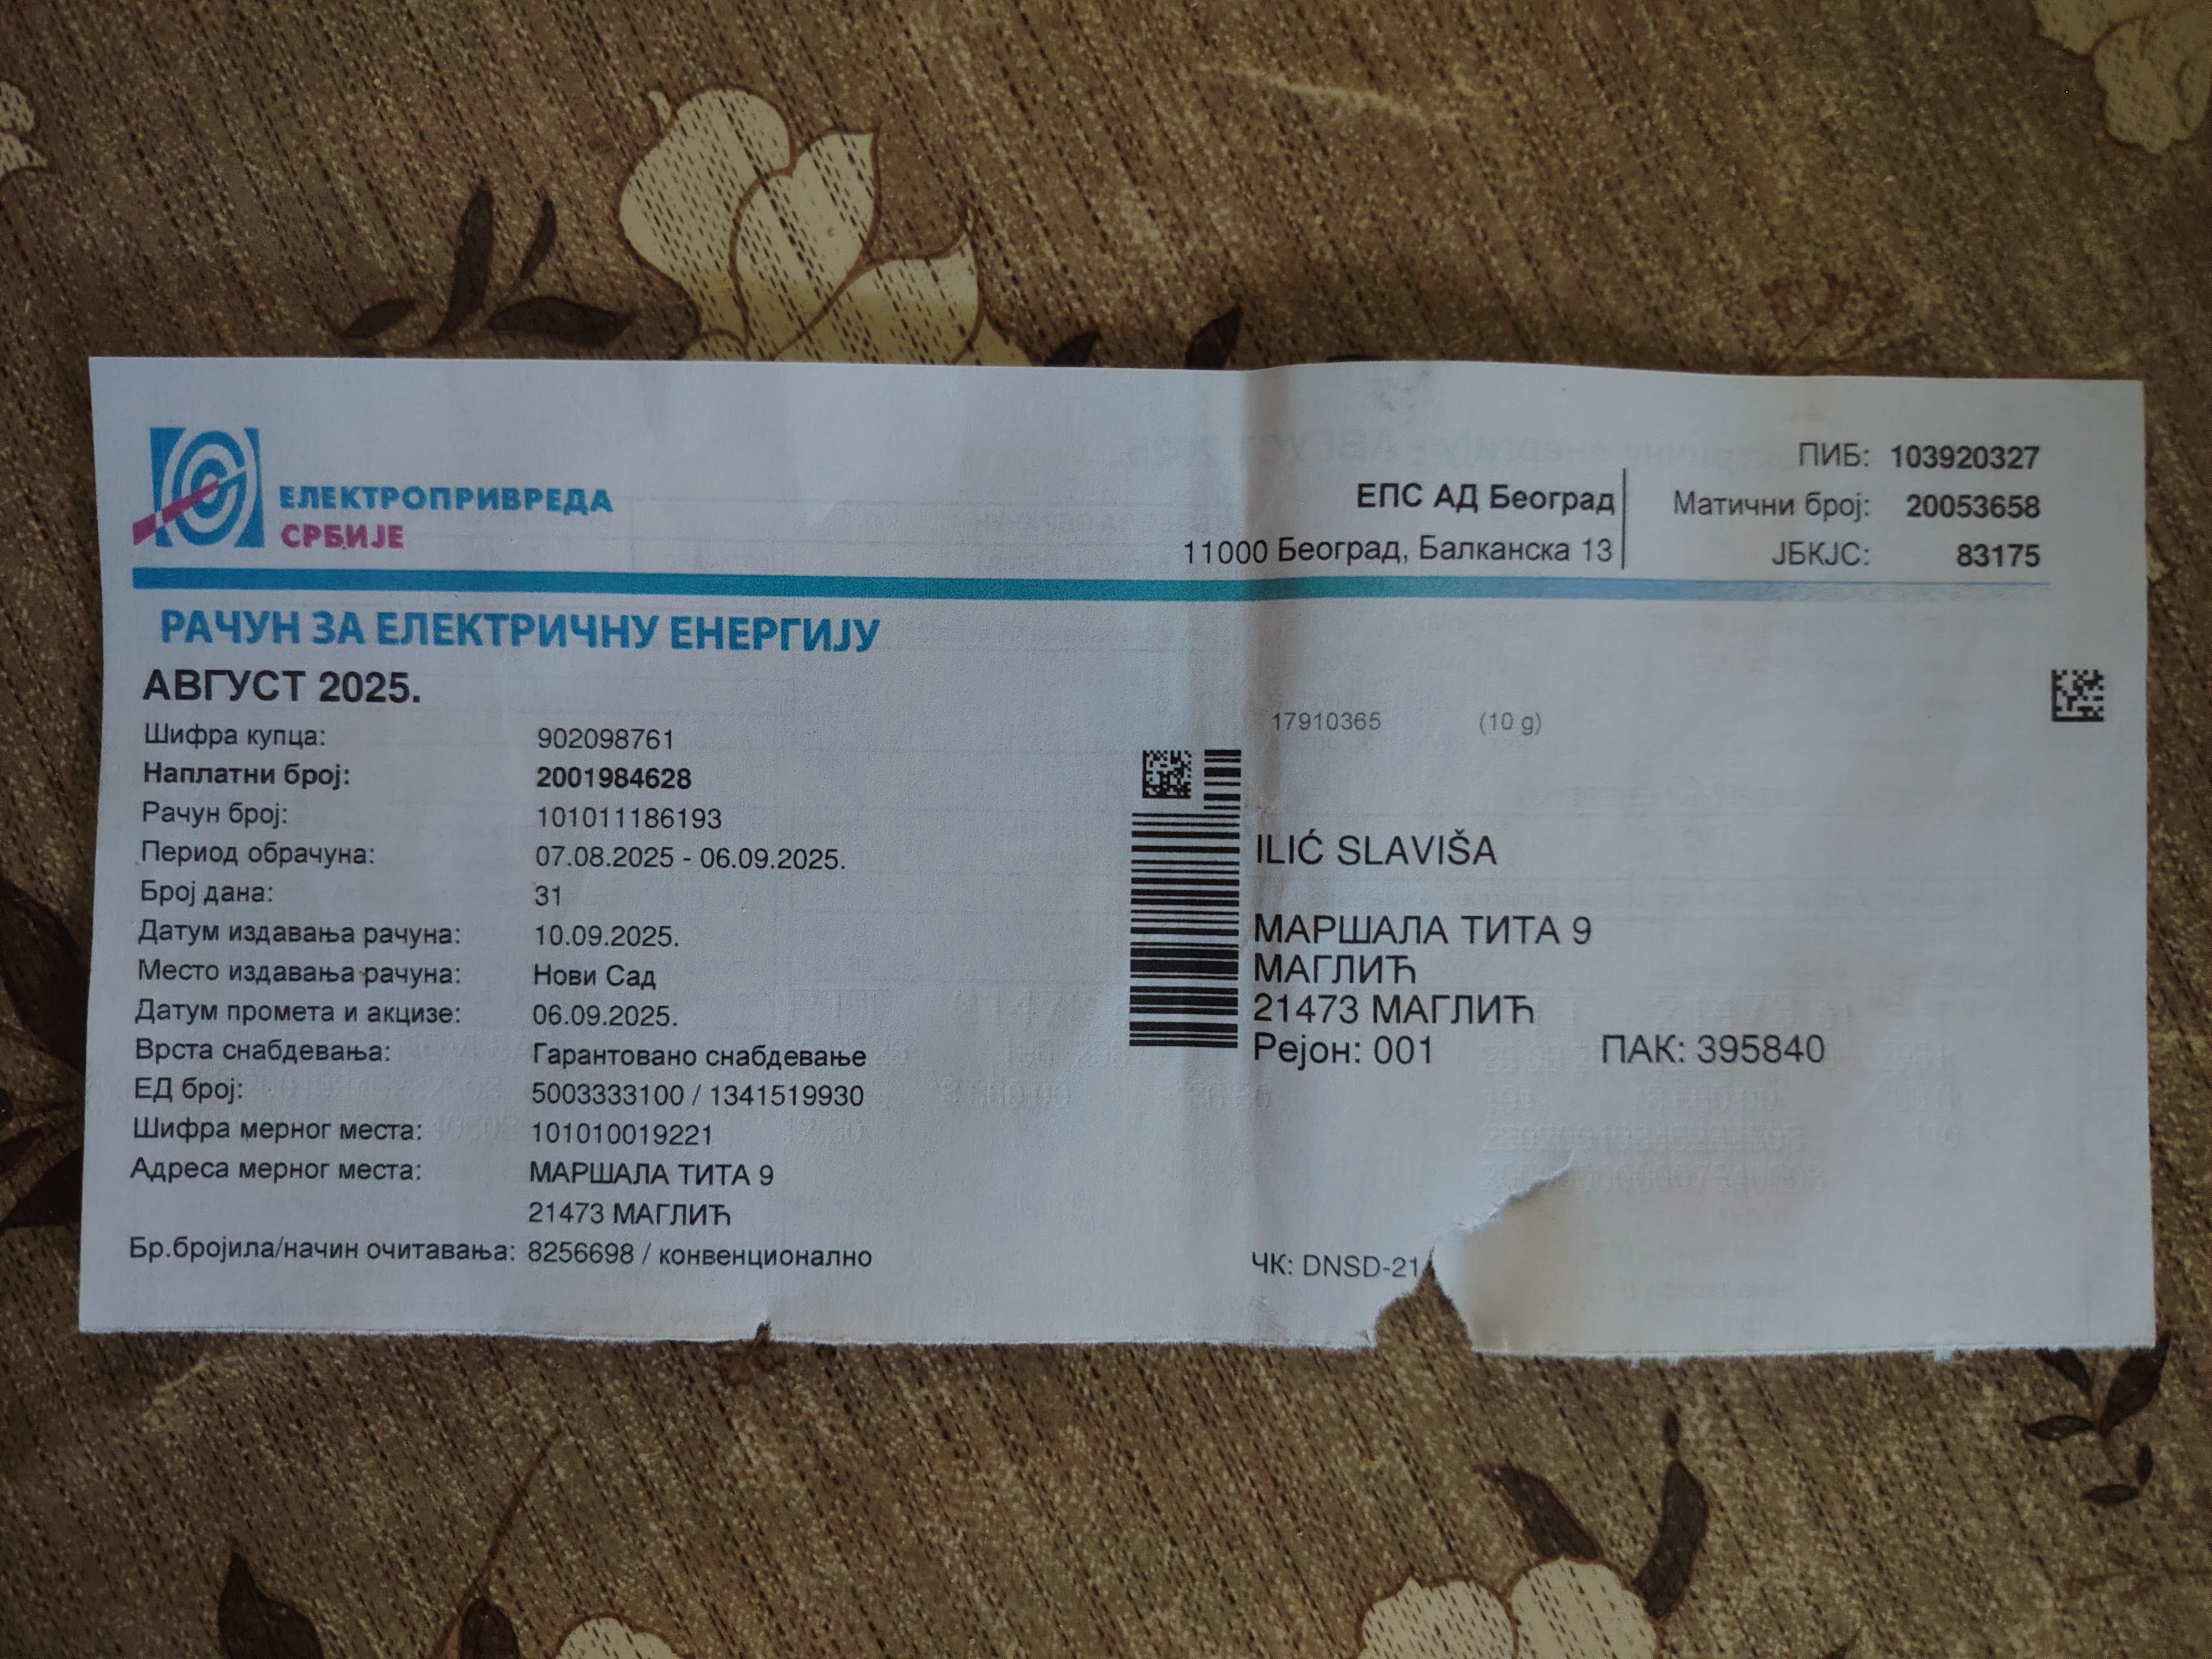 ЕЛЕКТРОПРИВРЕДА
СРБИЈЕ
ЕПС АД Београд
11000 Београд, Балканска 13
ПИБ: 103920327
Матични број: 20053658
ЈБКЈС: 83175
РАЧУН ЗА ЕЛЕКТРИЧНУ ЕНЕРГИЈУ
АВГУСТ 2025.
Шифра купца: 902098761
Наплатни број: 2001984628
Рачун број: 101011186193
Период обрачуна: 07.08.2025 - 06.09.2025.
Број дана: 31
Датум издавања рачуна: 10.09.2025.
Место издавања рачуна: Нови Сад
Датум промета и акцизе: 06.09.2025.
Врста снабдевања: Гарантовано снабдевање
ЕД број: 5003333100 / 1341519930
Шифра мерног места: 101010019221
Адреса мерног места: МАРШАЛА ТИТА 9
21473 МАГЛИЋ
Бр.бројила/начин очитавања: 8256698 / конвенционално
17910365 (10 g)
ILIĆ SLAVIŠA
МАРШАЛА ТИТА 9
МАГЛИЋ
21473 МАГЛИЋ
Рејон: 001 ПАК: 395840
ЧК: DNSD-21